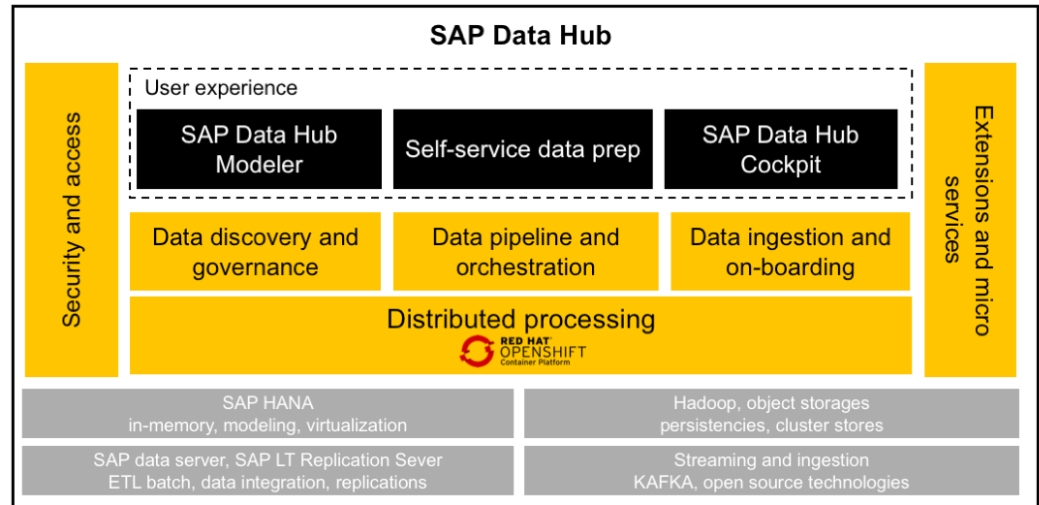 SAP Data Hub
Security and access
User experience
SAP Data Hub
Modeler
Self-service data prep
SAP Data Hub
Cockpit
Data discovery and
governance
Data pipeline and
orchestration
Data ingestion and
on-boarding
Distributed processing
RED HAT
OPENSHIFT
Container Platform
Extensions and micro
services
SAP HANA
in-memory, modeling, virtualization
Hadoop, object storages
persistencies, cluster stores
SAP data server, SAP LT Replication Sever
ETL batch, data integration, replications
Streaming and ingestion
KAFKA, open source technologies